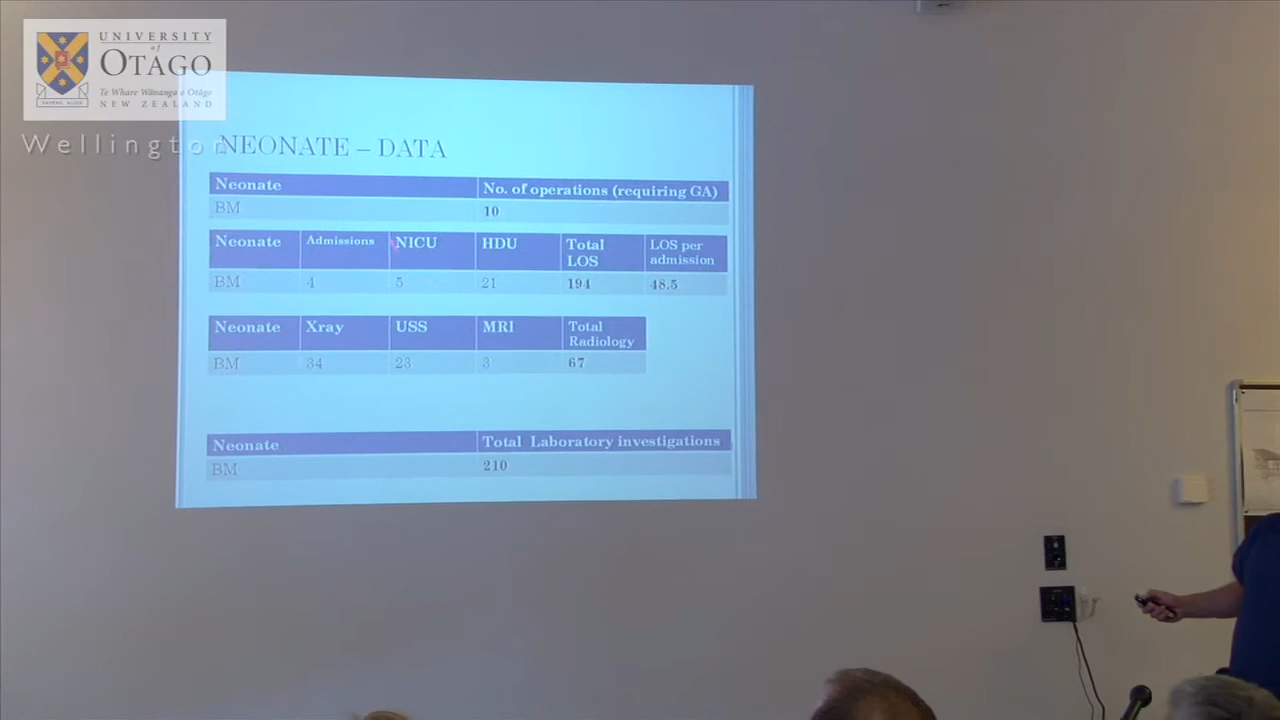 UNIVERSITY
of
OTAGO
Te Whare Wānanga o Otāgo
NEW ZEALAND
SAPERE AUDE
Wellington
NEONATE – DATA
Neonate No. of operations (requiring GA)
BM 10
Neonate Admissions NICU HDU Total LOS LOS per admission
BM 4 5 21 194 48.5
Neonate Xray USS MRI Total Radiology
BM 34 23 3 67
Neonate Total Laboratory investigations
BM 210